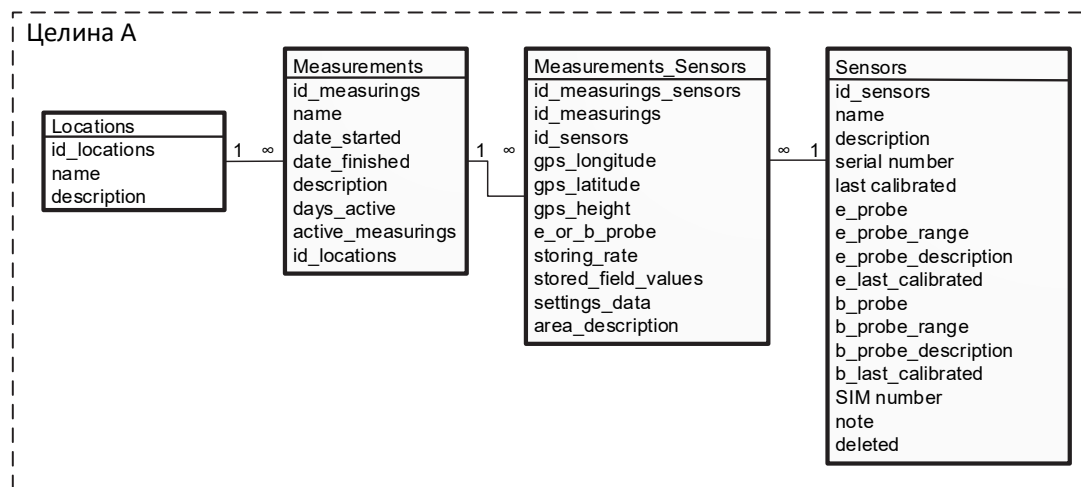 Целина А
Locations
id_locations
name
description
1 ∞
Measurements
id_measurings
name
date_started
date_finished
description
days_active
active_measurings
id_locations
1 ∞
Measurements_Sensors
id_measurings_sensors
id_measurings
id_sensors
gps_longitude
gps_latitude
gps_height
e_or_b_probe
storing_rate
stored_field_values
settings_data
area_description
∞ 1
Sensors
id_sensors
name
description
serial number
last calibrated
e_probe
e_probe_range
e_probe_description
e_last_calibrated
b_probe
b_probe_range
b_probe_description
b_last_calibrated
SIM number
note
deleted